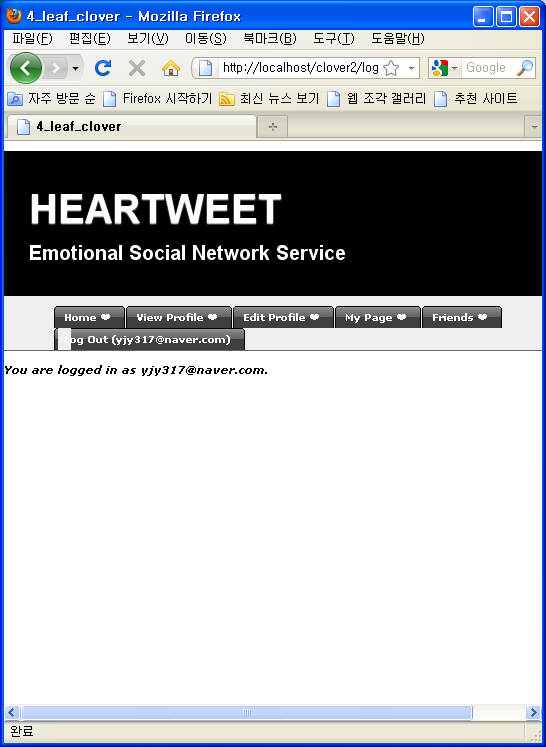 4_leaf_clover - Mozilla Firefox
파일(F) 편집(E) 보기(V) 이동(S) 북마크(B) 도구(T) 도움말(H)
http://localhost/clover2/log Google
자주 방문 순 Firefox 시작하기 최신 뉴스 보기 웹 조각 갤러리 추천 사이트
4_leaf_clover
HEARTWEET
Emotional Social Network Service
Home ❤ View Profile ❤ Edit Profile ❤ My Page ❤ Friends ❤
Log Out (yjy317@naver.com)
You are logged in as yjy317@naver.com.
완료